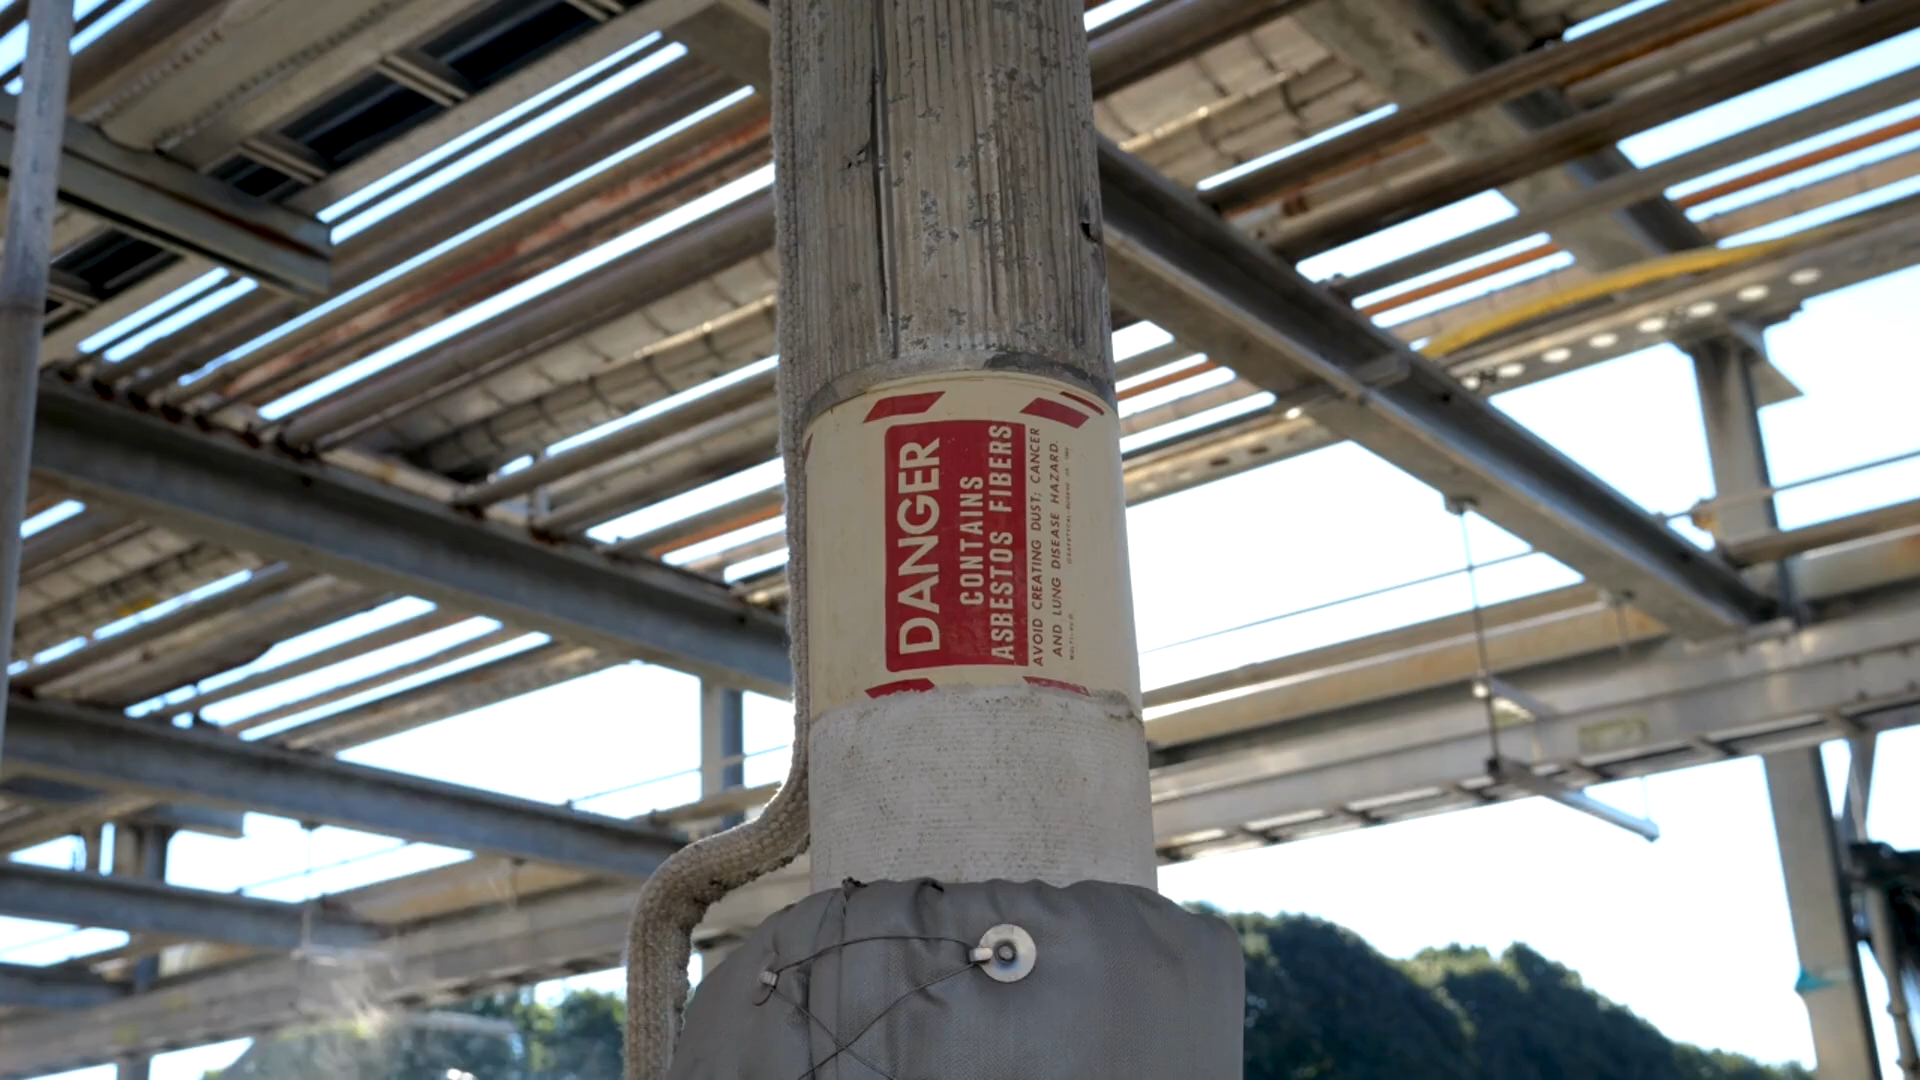 DANGER
CONTAINS
ASBESTOS FIBERS
AVOID CREATING DUST; CANCER
AND LUNG DISEASE HAZARD.